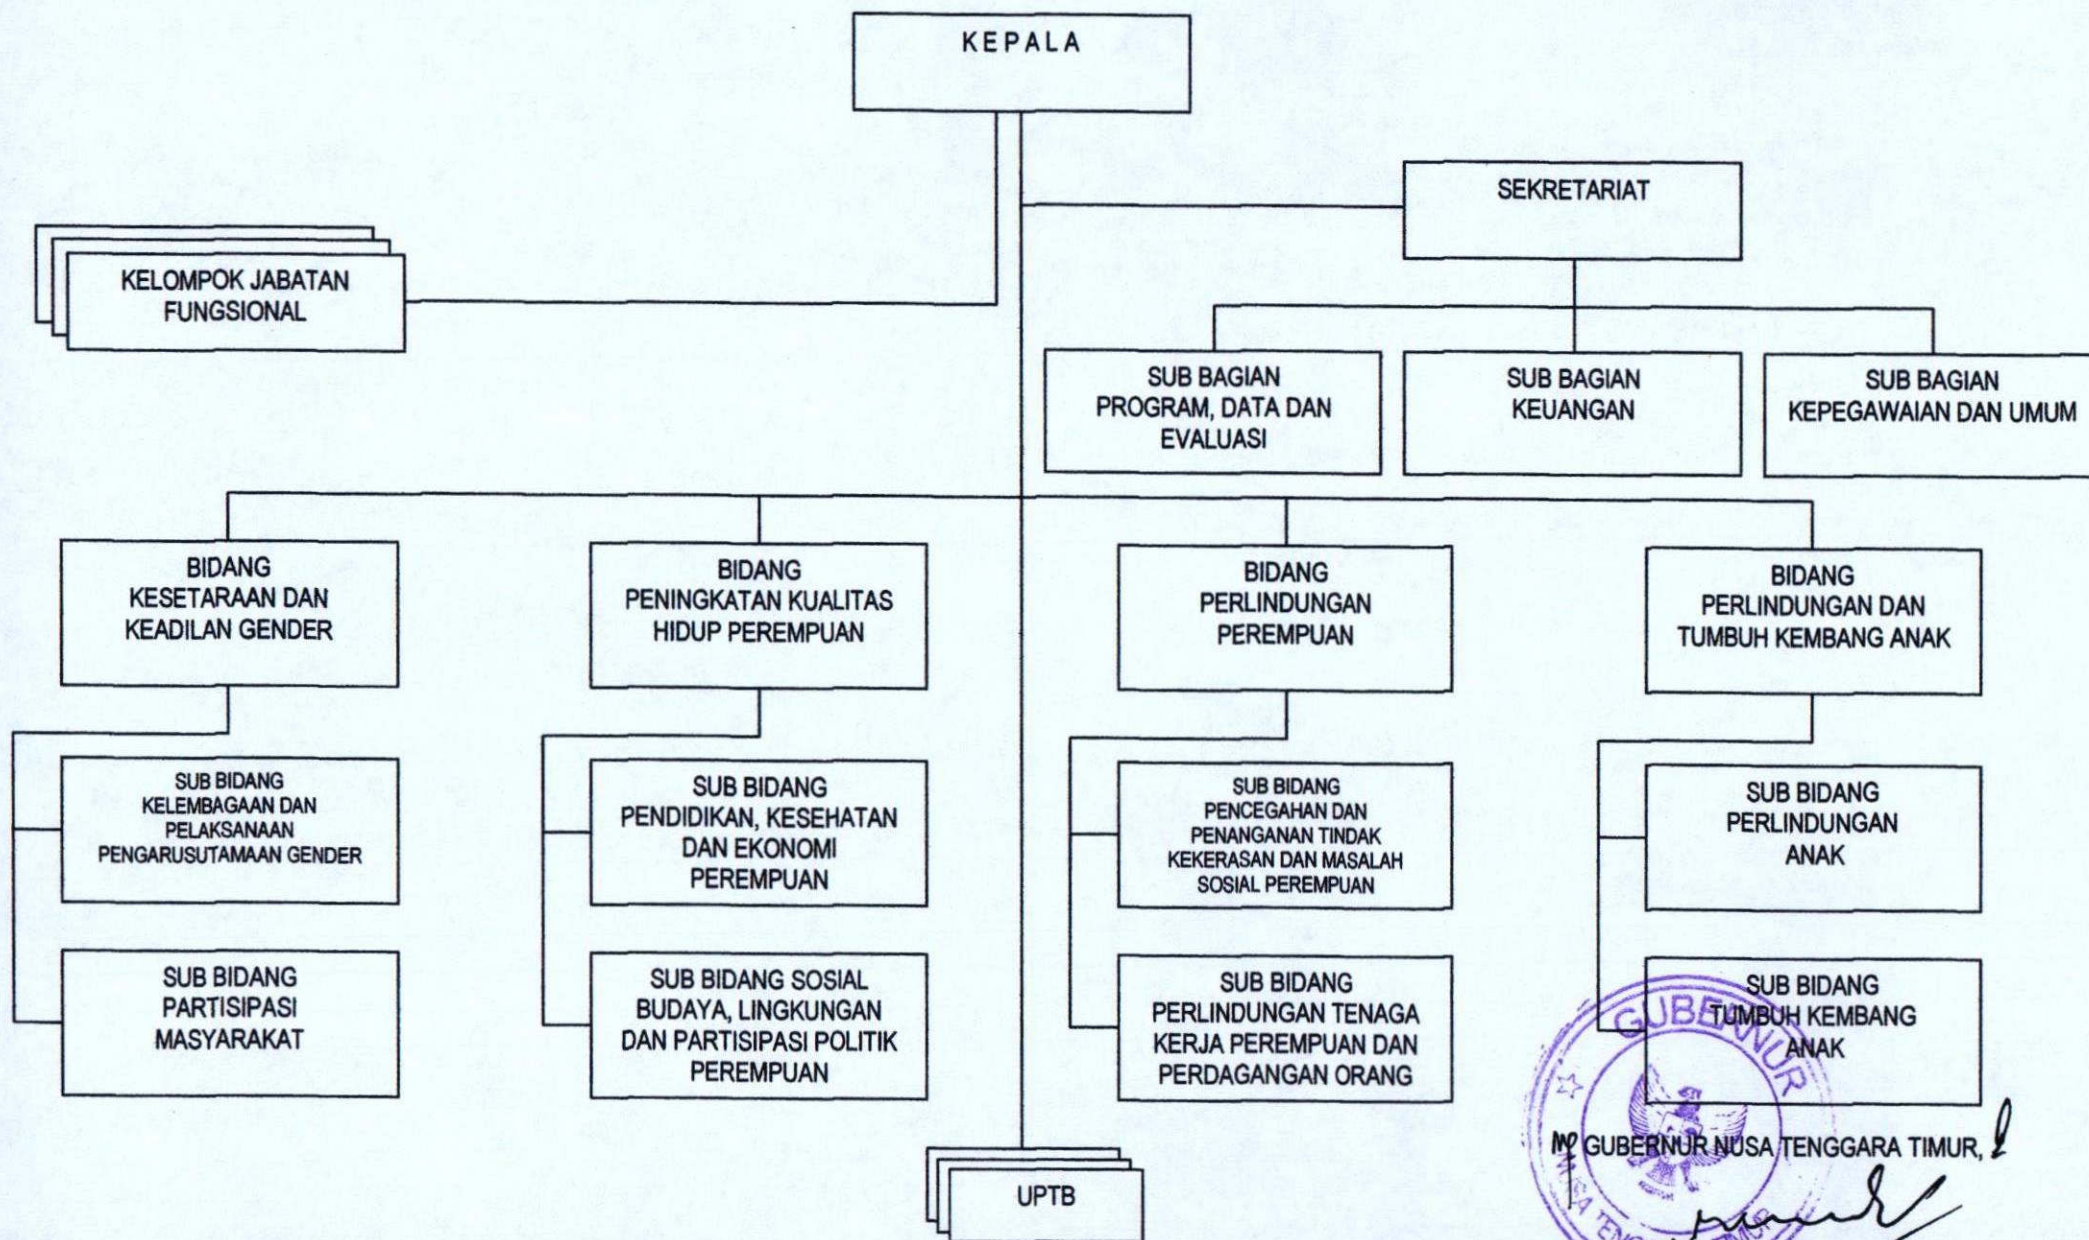 KEPALA
SEKRETARIAT
KELOMPOK JABATAN
FUNGSIONAL
SUB BAGIAN
PROGRAM, DATA DAN
EVALUASI
SUB BAGIAN
KEUANGAN
SUB BAGIAN
KEPEGAWAIAN DAN UMUM
BIDANG
KESETARAAN DAN
KEADILAN GENDER
BIDANG
PENINGKATAN KUALITAS
HIDUP PEREMPUAN
BIDANG
PERLINDUNGAN
PEREMPUAN
BIDANG
PERLINDUNGAN DAN
TUMBUH KEMBANG ANAK
SUB BIDANG
KELEMBAGAAN DAN
PELAKSANAAN
PENGARUSUTAMAAN GENDER
SUB BIDANG
PENDIDIKAN, KESEHATAN
DAN EKONOMI
PEREMPUAN
SUB BIDANG
PENCEGAHAN DAN
PENANGANAN TINDAK
KEKERASAN DAN MASALAH
SOSIAL PEREMPUAN
SUB BIDANG
PERLINDUNGAN
ANAK
SUB BIDANG
PARTISIPASI
MASYARAKAT
SUB BIDANG SOSIAL
BUDAYA, LINGKUNGAN
DAN PARTISIPASI POLITIK
PEREMPUAN
SUB BIDANG
PERLINDUNGAN TENAGA
KERJA PEREMPUAN DAN
PERDAGANGAN ORANG
SUB BIDANG
TUMBUH KEMBANG
ANAK
GUBERNUR
GUBERNUR NUSA TENGGARA TIMUR,
UPTB